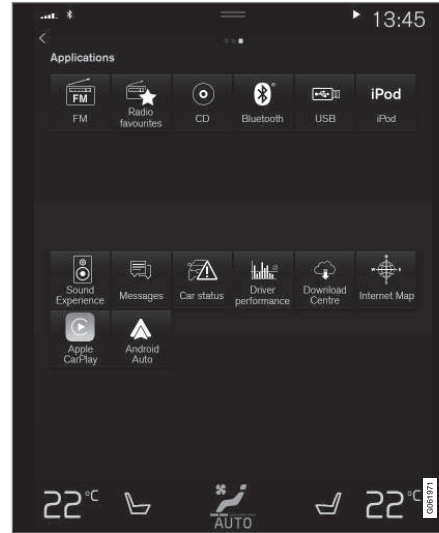 13:45
Applications
FM
iPod
FM
Radio
favourites
CD
Bluetooth
USB
iPod
Sound
Experience
Messages
Car status
Driver
performance
Download
Centre
Internet Map
Apple
CarPlay
Android
Auto
22°C
AUTO
22°C
G061971